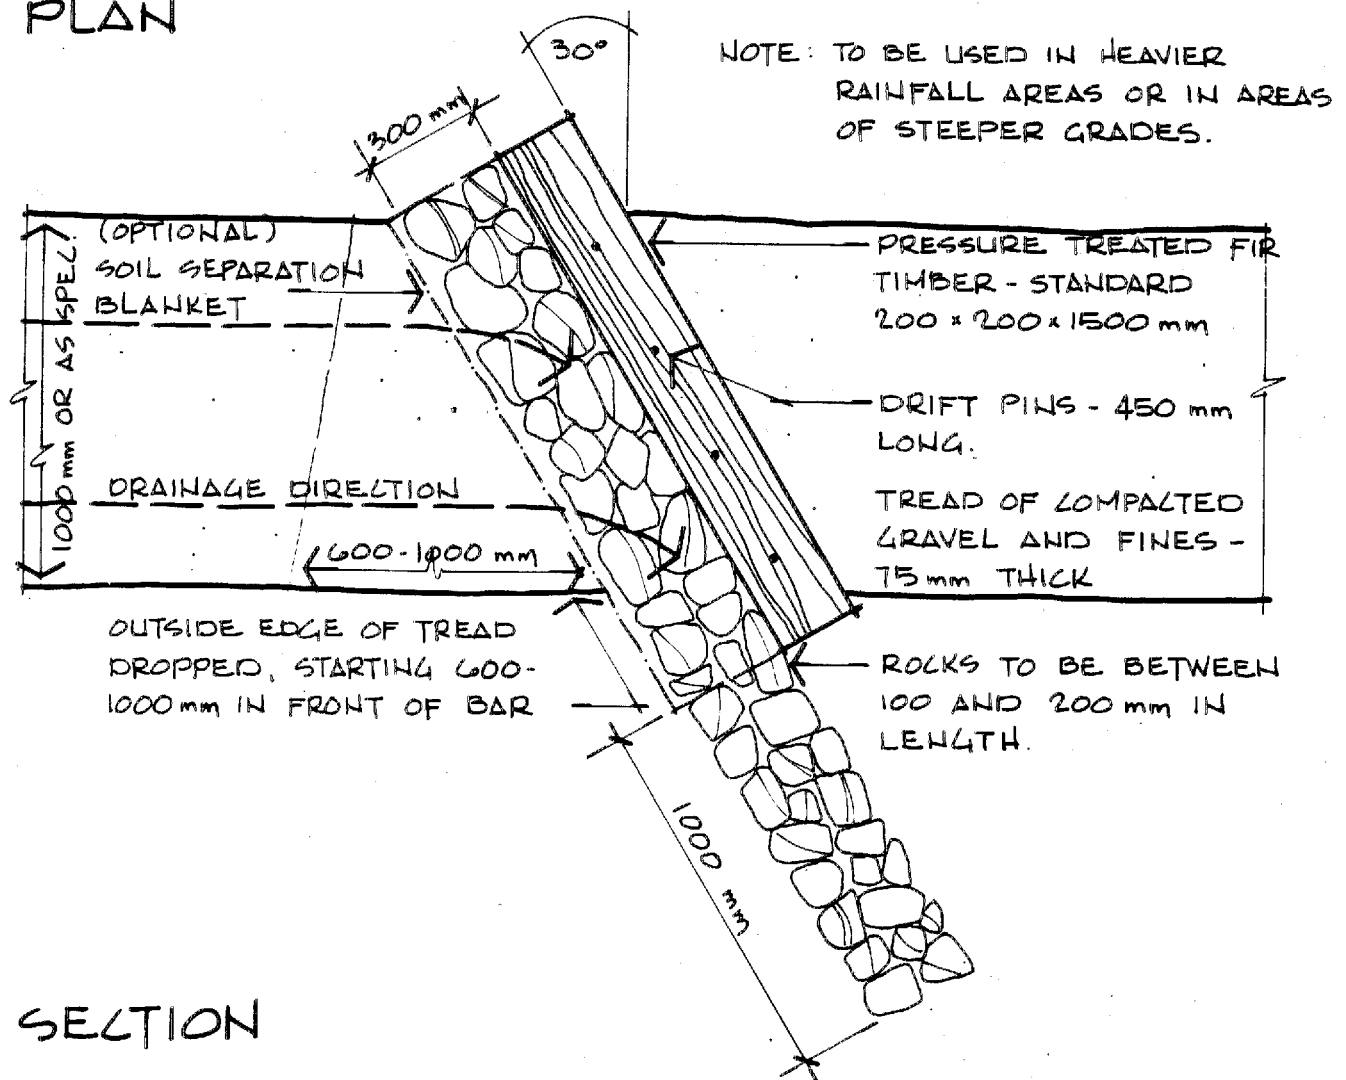 PLAN
30°
NOTE: TO BE USED IN HEAVIER
RAINFALL AREAS OR IN AREAS
OF STEEPER GRADES.
300 mm
(OPTIONAL)
SOIL SEPARATION
BLANKET
1000 mm OR AS SPEC.
PRESSURE TREATED FIR
TIMBER - STANDARD
200 x 200 x 1500 mm
DRIFT PINS - 450 mm
LONG.
DRAINAGE DIRECTION
TREAD OF COMPACTED
GRAVEL AND FINES -
75 mm THICK
600-1000 mm
OUTSIDE EDGE OF TREAD
DROPPED, STARTING 600-
1000 mm IN FRONT OF BAR
ROCKS TO BE BETWEEN
100 AND 200 mm IN
LENGTH.
1000 mm
SECTION